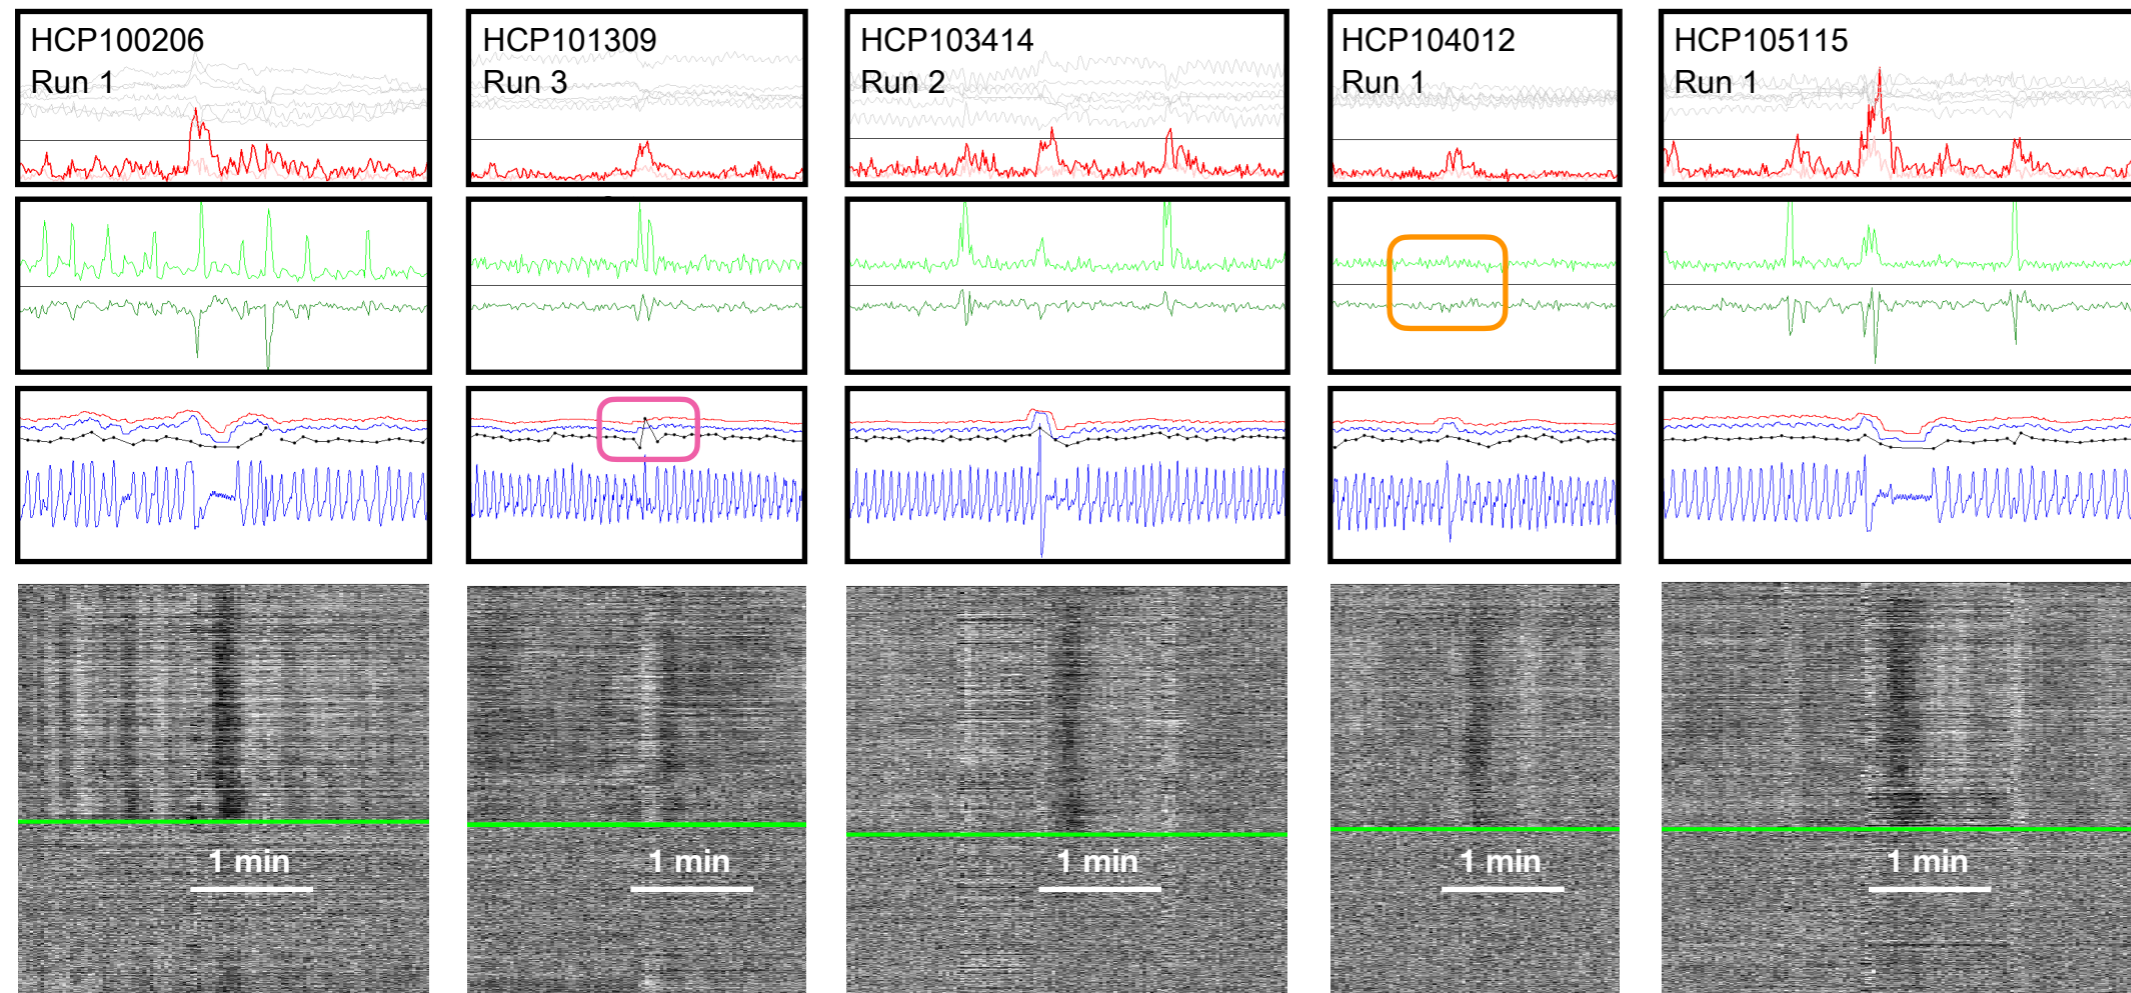 HCP100206
Run 1
HCP101309
Run 3
HCP103414
Run 2
HCP104012
Run 1
HCP105115
Run 1
1 min
1 min
1 min
1 min
1 min